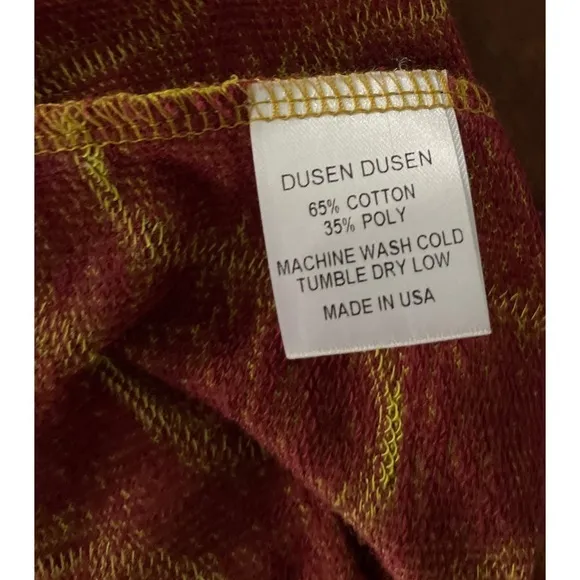 DUSEN DUSEN
65% COTTON
35% POLY
MACHINE WASH COLD
TUMBLE DRY LOW
MADE IN USA